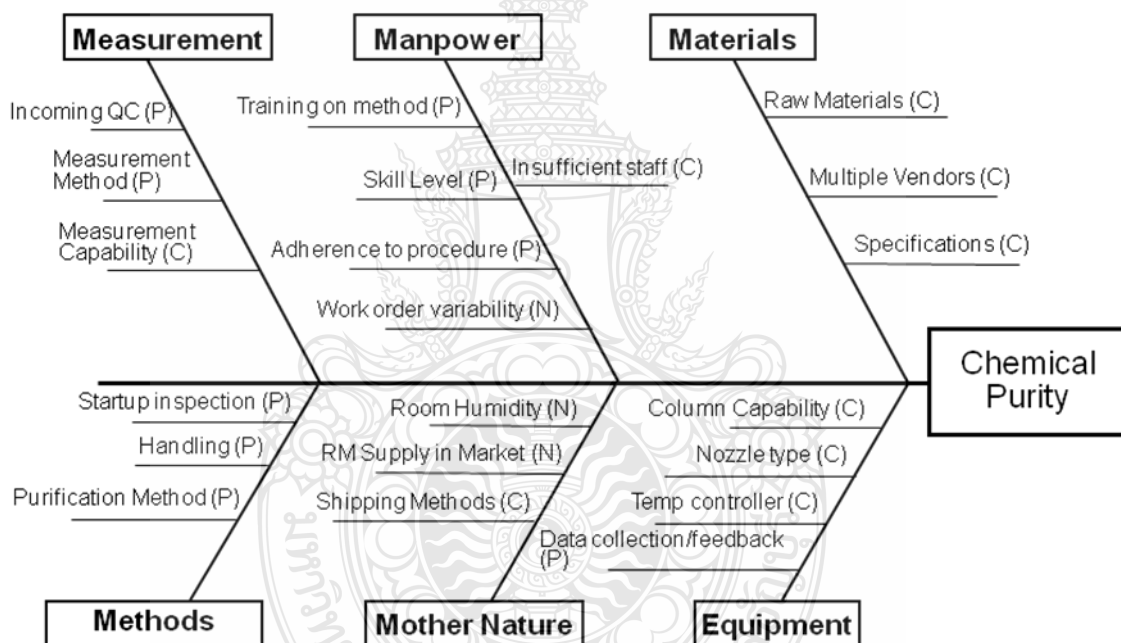 Measurement
Manpower
Materials
Incoming QC (P)
Measurement
Method (P)
Measurement
Capability (C)
Training on method (P)
Insufficient staff (C)
Skill Level (P)
Adherence to procedure (P)
Work order variability (N)
Raw Materials (C)
Multiple Vendors (C)
Specifications (C)
Chemical
Purity
Startup inspection (P)
Handling (P)
Purification Method (P)
Room Humidity (N)
RM Supply in Market (N)
Shipping Methods (C)
Column Capability (C)
Nozzle type (C)
Temp controller (C)
Data collection/feedback
(P)
Methods
Mother Nature
Equipment